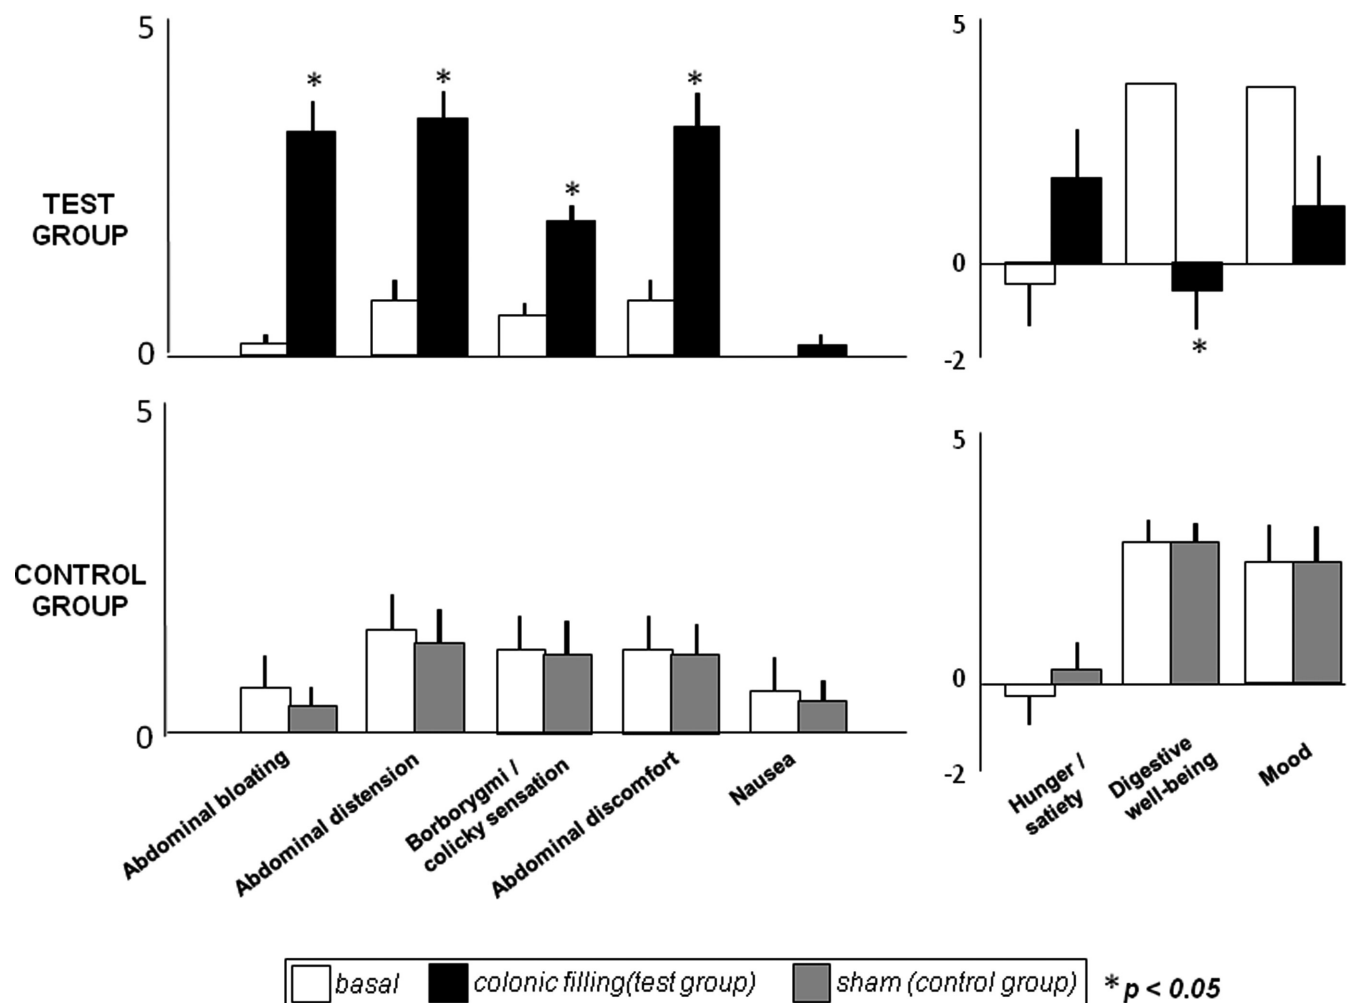 5
*
*
*
*
0
TEST
GROUP
5
0
-2
*
5
0
CONTROL
GROUP
5
0
-2
Abdominal bloating
Abdominal distension
Borborygmi /
colicky sensation
Abdominal discomfort
Nausea
Hunger /
satiety
Digestive
well-being
Mood
basal
colonic filling(test group)
sham (control group)
* p < 0.05